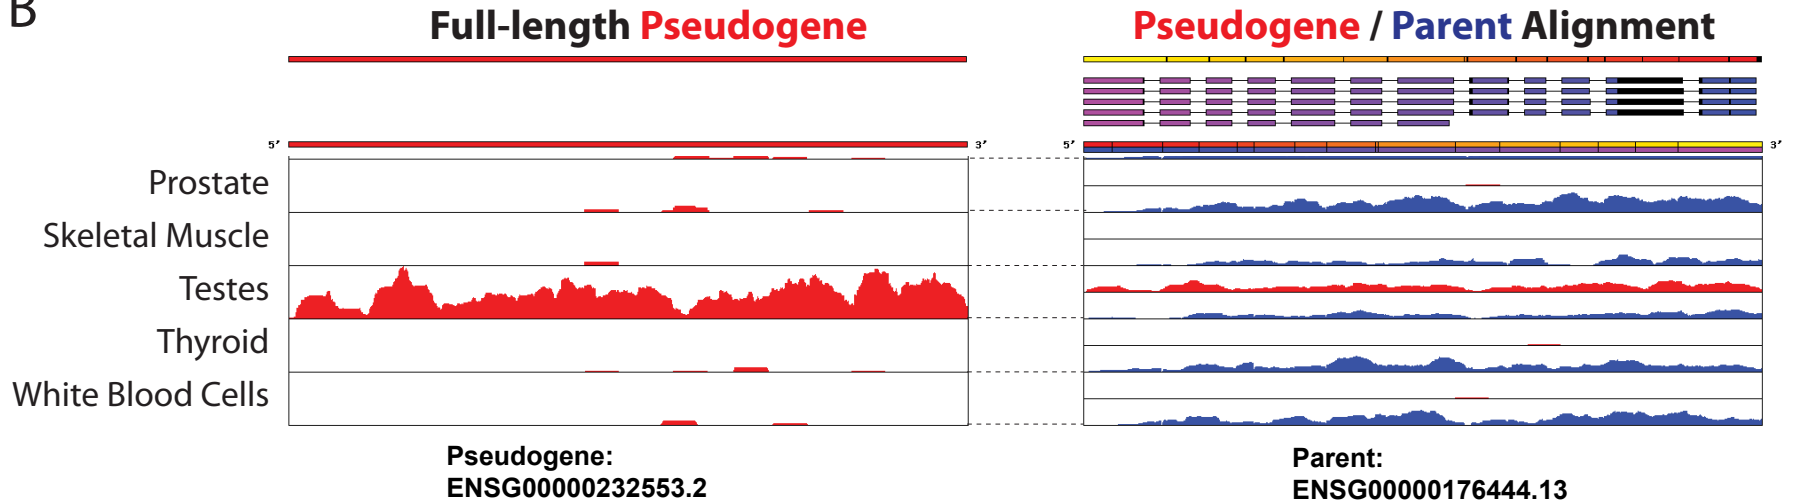 B
Full-length Pseudogene
Pseudogene / Parent Alignment
5' 3'
5' 3'
Prostate
Skeletal Muscle
Testes
Thyroid
White Blood Cells
Pseudogene:
ENSG00000232553.2
Parent:
ENSG00000176444.13